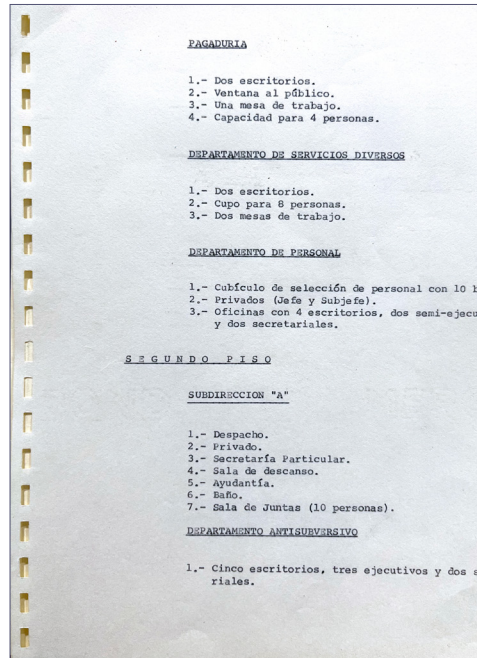 PAGADURIA
1.- Dos escritorios.
2.- Ventana al público.
3.- Una mesa de trabajo.
4.- Capacidad para 4 personas.
DEPARTAMENTO DE SERVICIOS DIVERSOS
1.- Dos escritorios.
2.- Cupo para 8 personas.
3.- Dos mesas de trabajo.
DEPARTAMENTO DE PERSONAL
1.- Cubículo de selección de personal con 10
2.- Privados (Jefe y Subjefe).
3.- Oficinas con 4 escritorios, dos semi-ejecu
y dos secretariales.
S E G U N D O   P I S O
SUBDIRECCION "A"
1.- Despacho.
2.- Privado.
3.- Secretaría Particular.
4.- Sala de descanso.
5.- Ayudantía.
6.- Baño.
7.- Sala de Juntas (10 personas).
DEPARTAMENTO ANTISUBVERSIVO
1.- Cinco escritorios, tres ejecutivos y dos
riales.